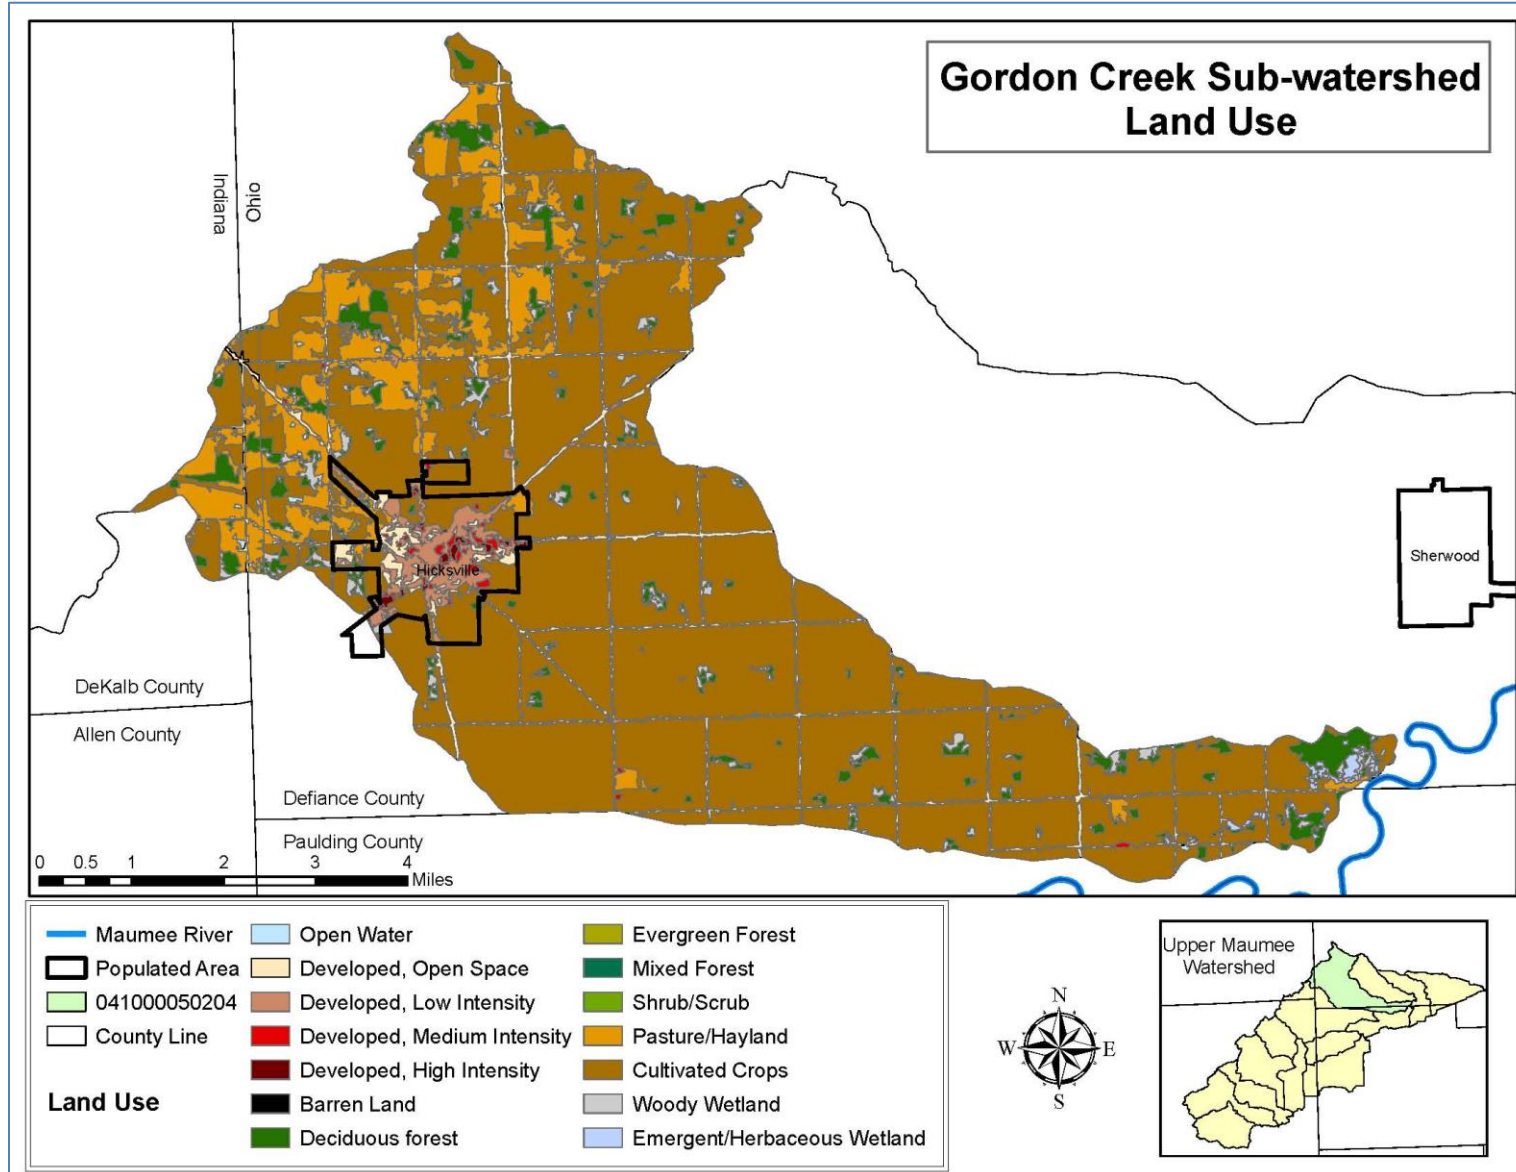 Gordon Creek Sub-watershed
Land Use
Indiana
Ohio
Hicksville
Sherwood
DeKalb County
Allen County
Defiance County
Paulding County
0 0.5 1 2 3 4
Miles
Maumee River
Populated Area
041000050204
County Line
Land Use
Open Water
Developed, Open Space
Developed, Low Intensity
Developed, Medium Intensity
Developed, High Intensity
Barren Land
Deciduous forest
Evergreen Forest
Mixed Forest
Shrub/Scrub
Pasture/Hayland
Cultivated Crops
Woody Wetland
Emergent/Herbaceous Wetland
N
W E
S
Upper Maumee
Watershed